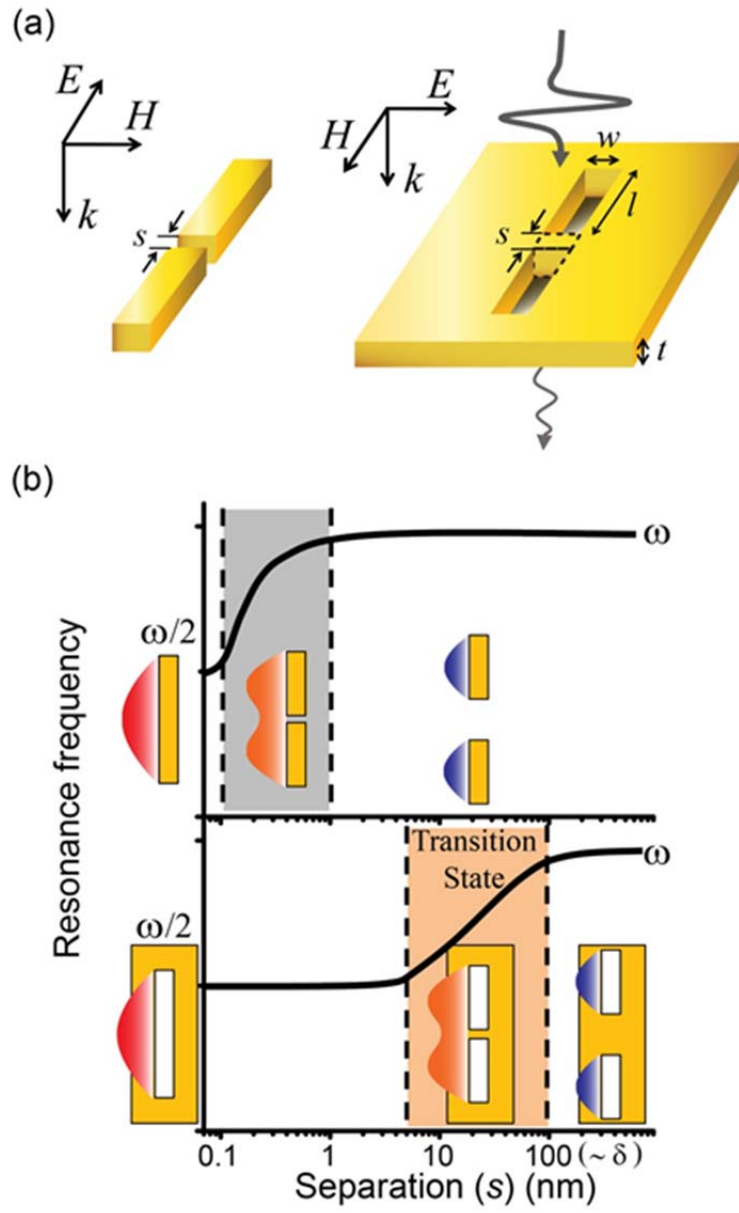 (a)
E
H
k
s
E
H
k
w
l
s
t
(b)
Resonance frequency
ω/2
ω
Transition
State
ω/2
ω
0.1 1 10 100 (~ δ)
Separation (s) (nm)